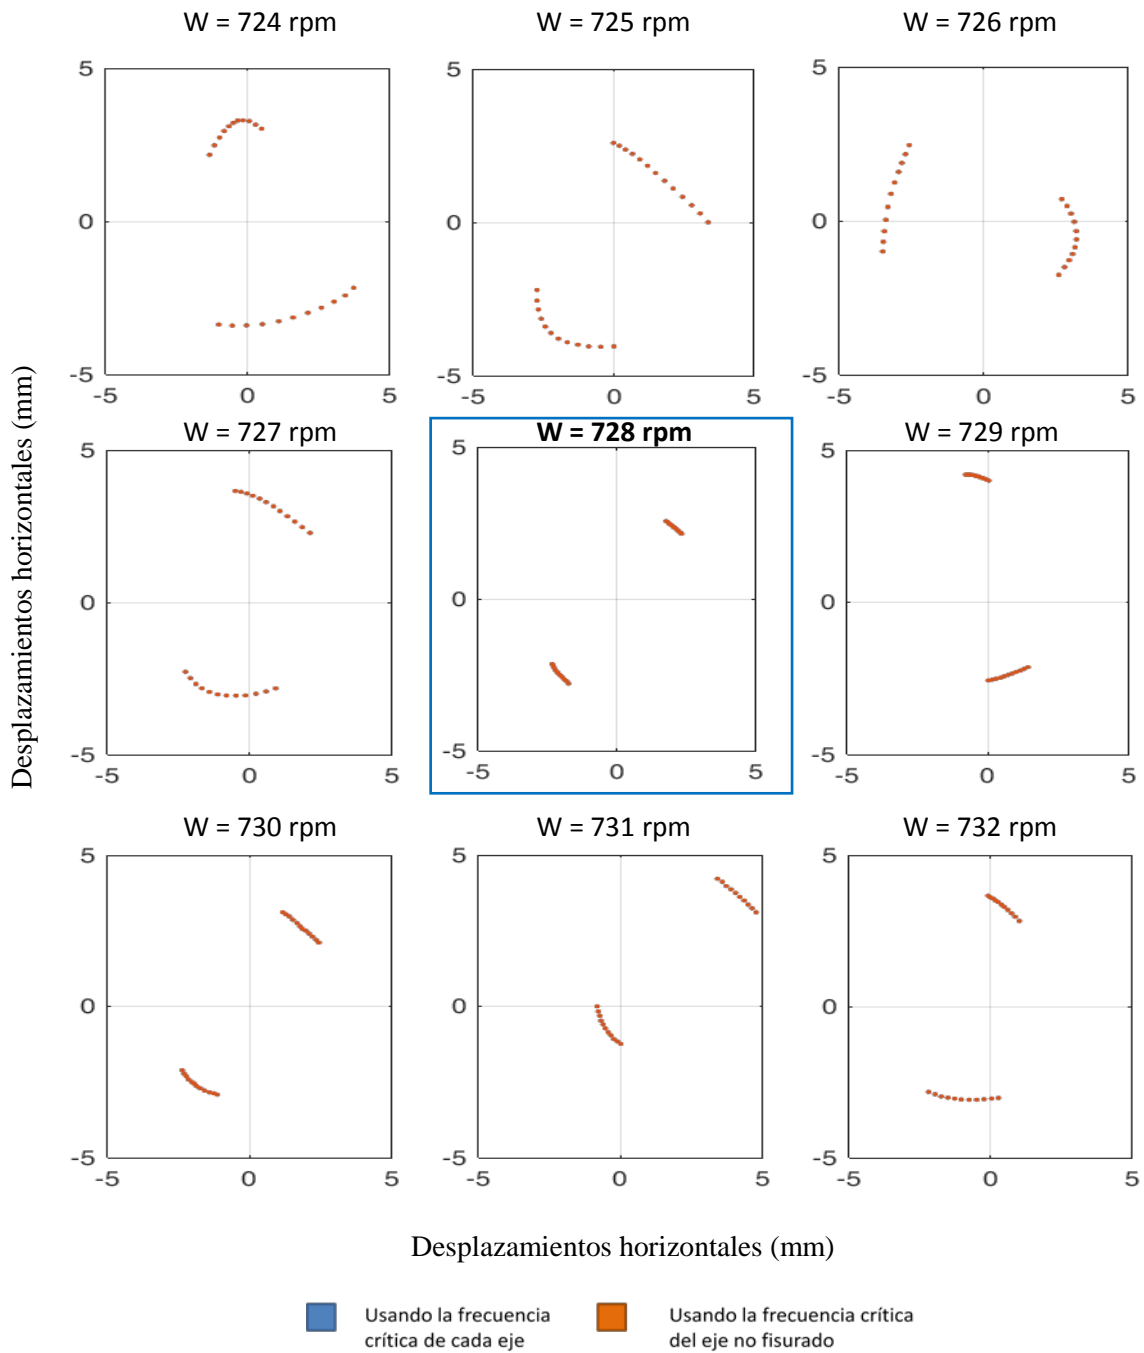 W = 724 rpm
W = 725 rpm
W = 726 rpm
5
0
-5
-5 0 5
5
0
-5
-5 0 5
5
0
-5
-5 0 5
W = 727 rpm
W = 728 rpm
W = 729 rpm
5
0
-5
-5 0 5
5
0
-5
-5 0 5
5
0
-5
-5 0 5
W = 730 rpm
W = 731 rpm
W = 732 rpm
5
0
-5
-5 0 5
5
0
-5
-5 0 5
5
0
-5
-5 0 5
Desplazamientos horizontales (mm)
Desplazamientos horizontales (mm)
Usando la frecuencia
crítica de cada eje
Usando la frecuencia crítica
del eje no fisurado